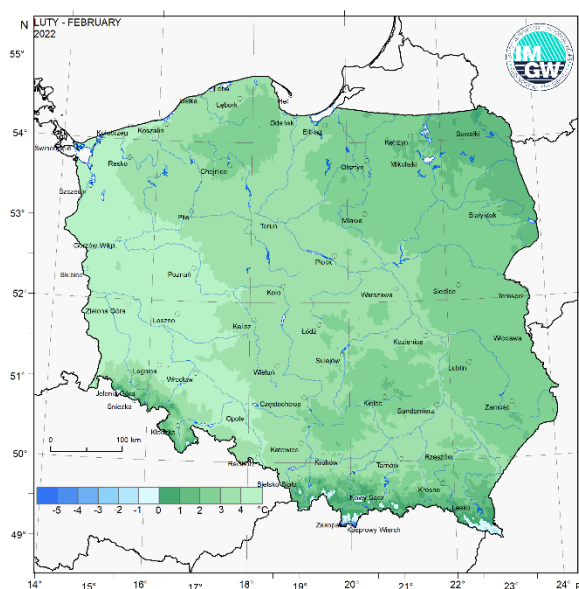 N
LUTY - FEBRUARY
2022
IM
GW
55°
Łeba
Ustka
Lębork
Hel
Gdańsk
Elbląg
Kołobrzeg
Koszalin
Suwałki
Kętrzyn
54°
Świnoujście
Resko
Chojnice
Olsztyn
Mikołajki
Szczecin
53°
Piła
Toruń
Mława
Białystok
Gorzów Wlkp.
Słubice
Poznań
Płock
52°
Koło
Warszawa
Siedlce
Terespol
Zielona Góra
Leszno
Kalisz
Łódź
Kozienice
Włodawa
51°
Legnica
Wrocław
Wieluń
Sulejów
Lublin
Jelenia Góra
Śnieżka
Opole
Częstochowa
Kielce
Sandomierz
Zamość
Kłodzko
0 100 km
Katowice
50°
Racibórz
Kraków
Tarnów
Rzeszów
Bielsko Biała
Nowy Sącz
Krosno
Lesko
-5 -4 -3 -2 -1 0 1 2 3 4 °C
Zakopane
Kasprowy Wierch
49°
14° 15° 16° 17° 18° 19° 20° 21° 22° 23° 24° E